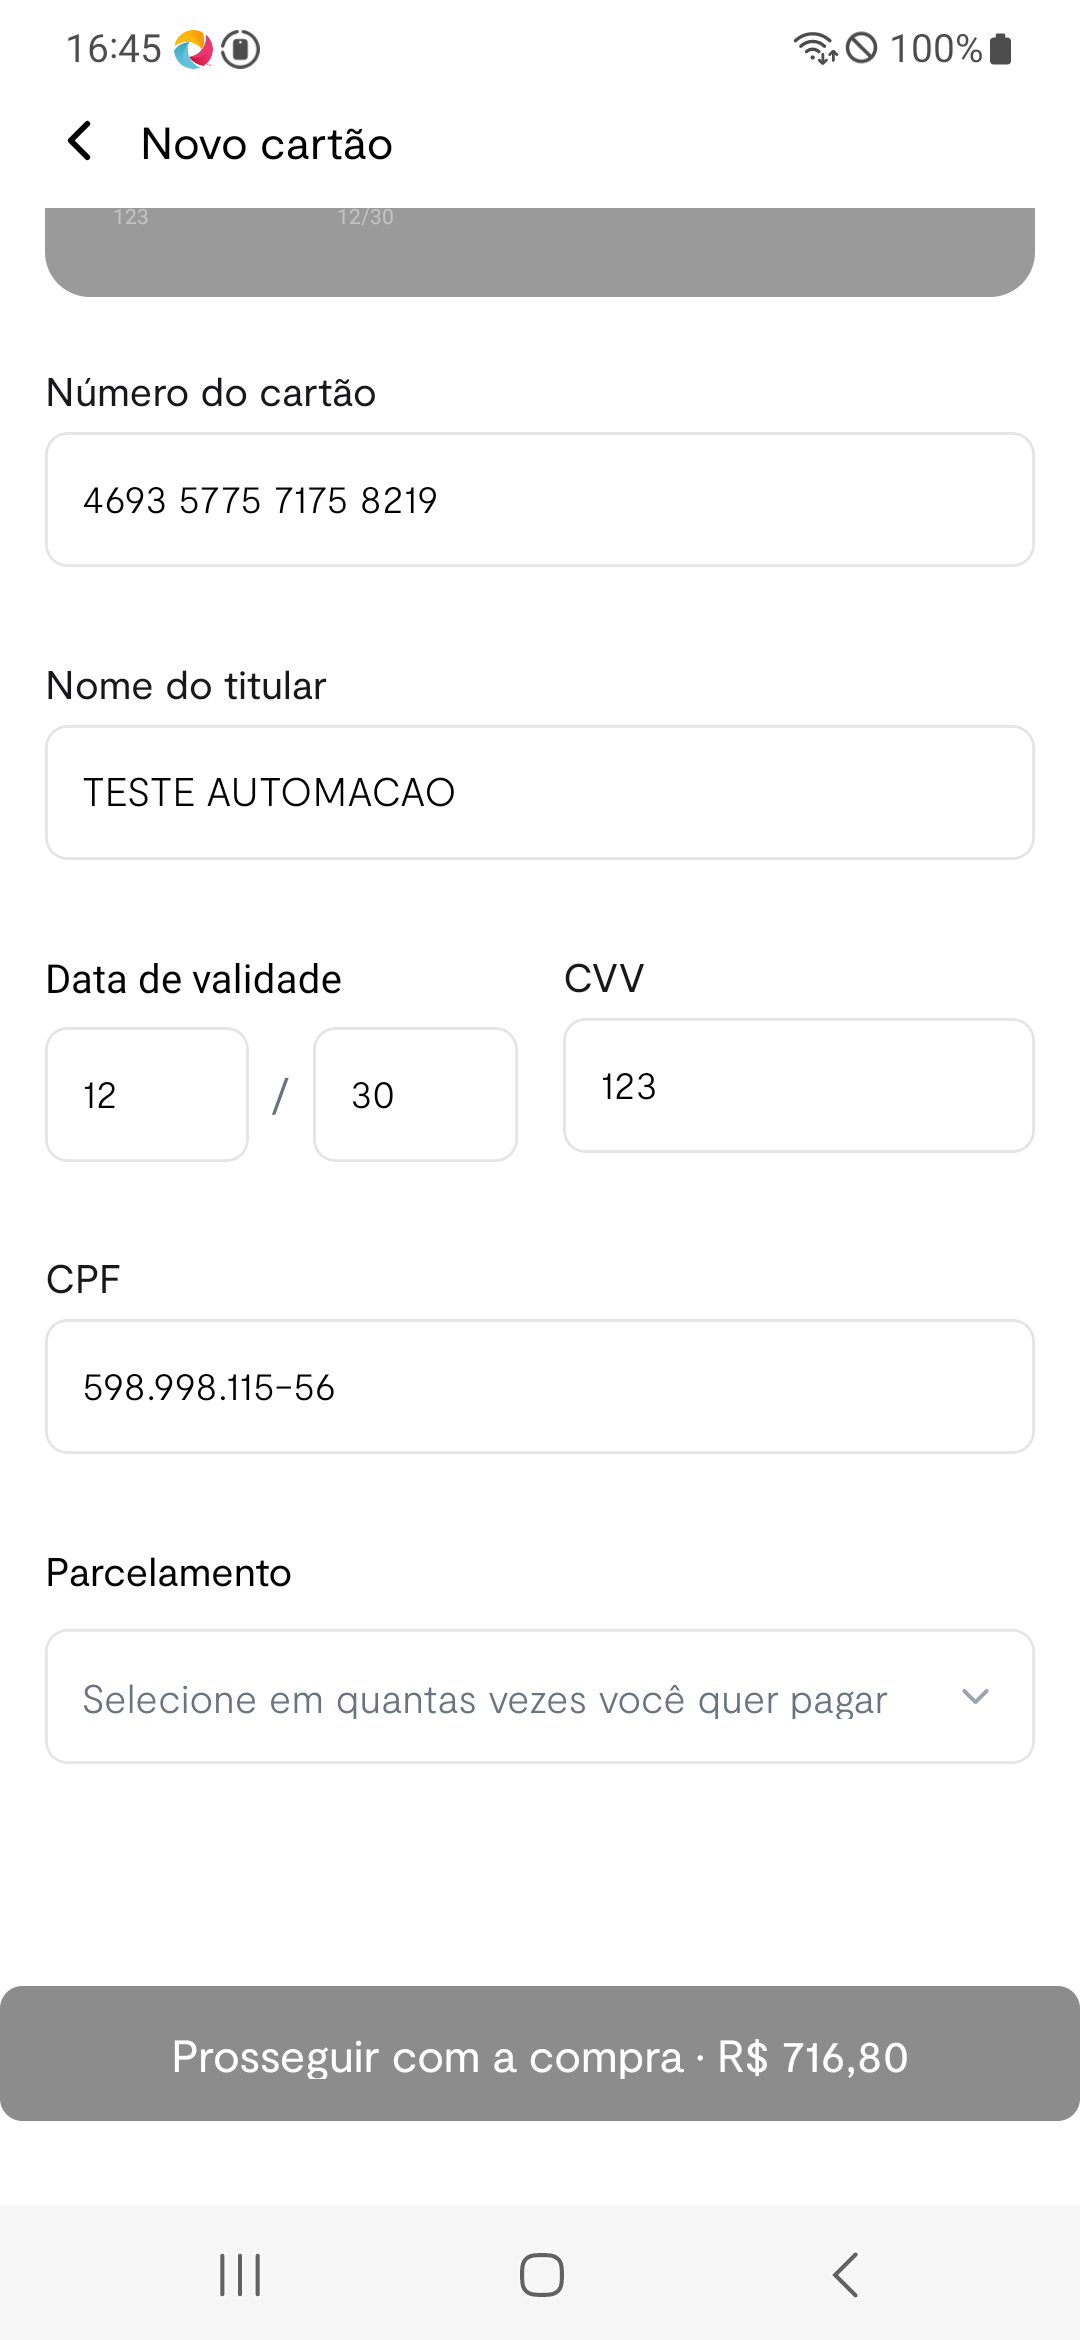 16:45 100%
Novo cartão
123 12/30
Número do cartão
4693 5775 7175 8219
Nome do titular
TESTE AUTOMACAO
Data de validade CVV
12 / 30 123
CPF
598.998.115-56
Parcelamento
Selecione em quantas vezes você quer pagar
Prosseguir com a compra · R$ 716,80